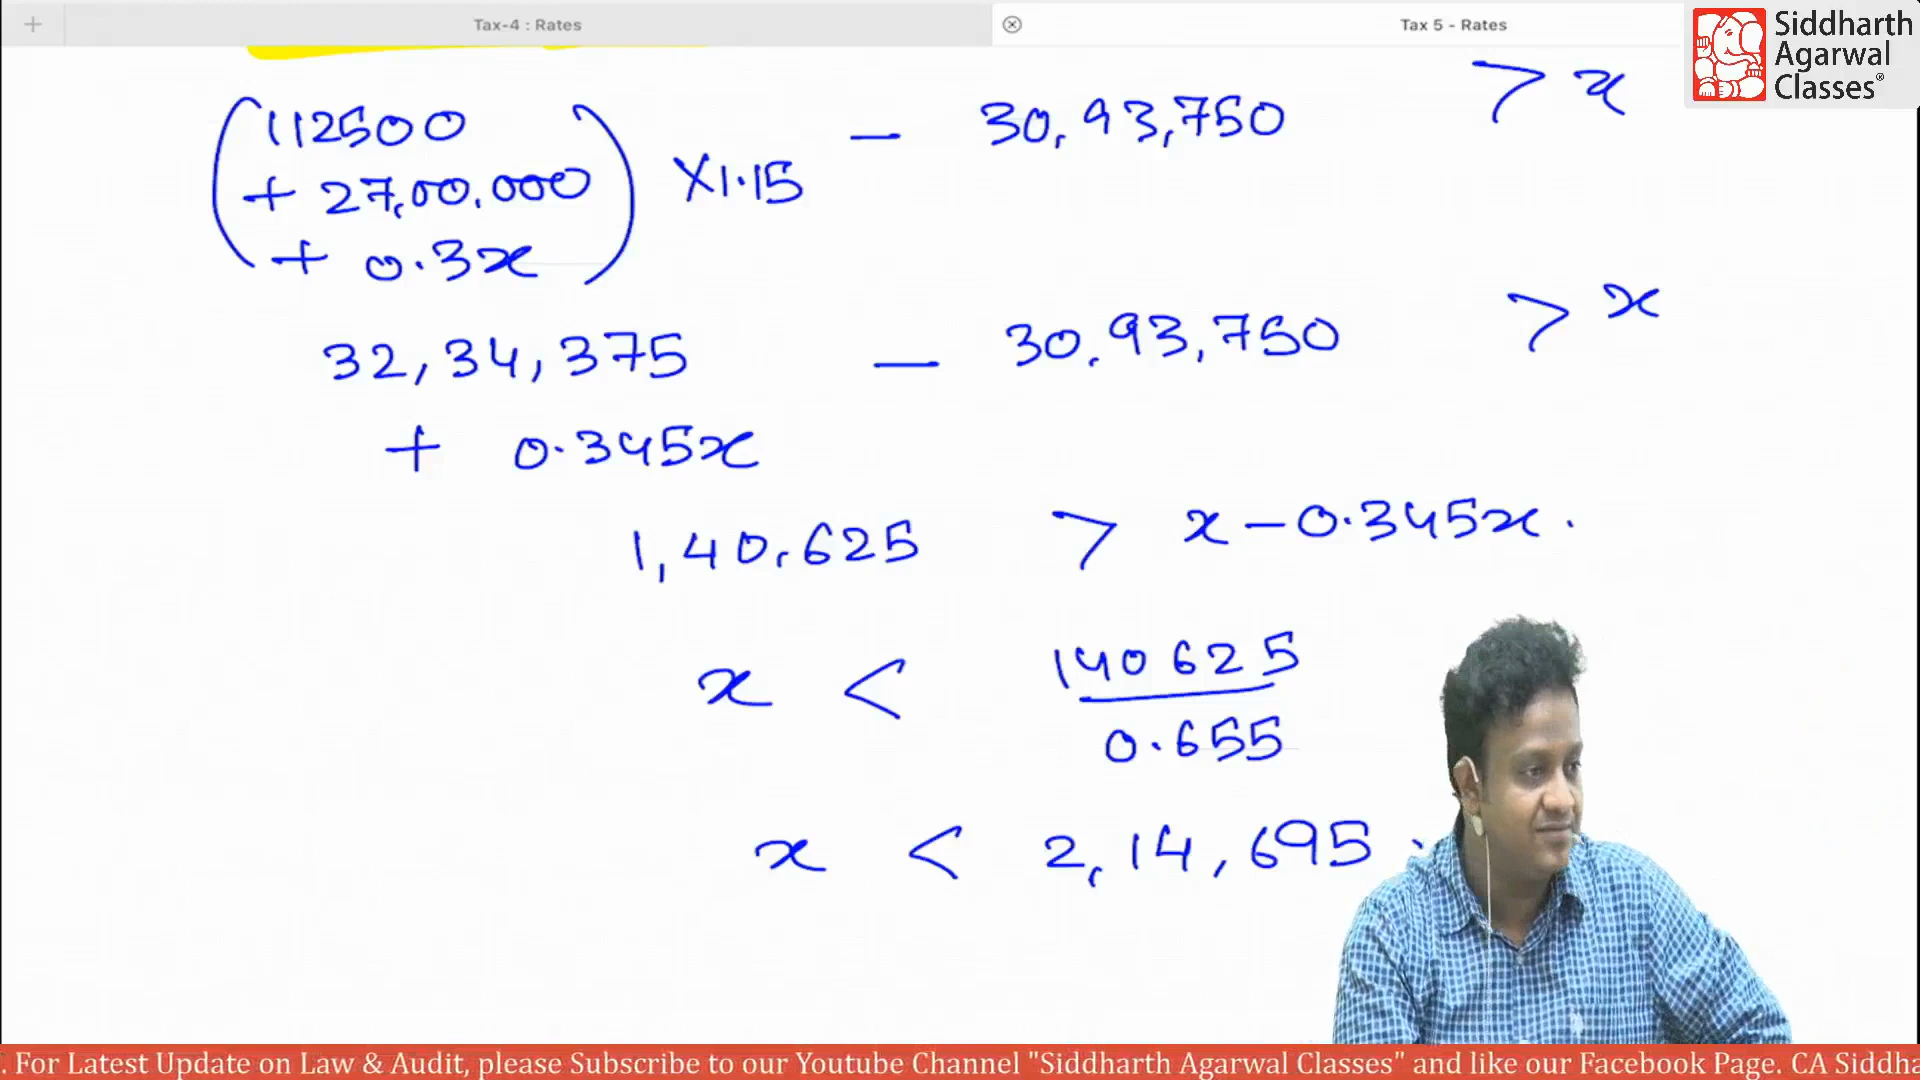 Tax-4 : Rates
Tax 5 - Rates
Siddharth
Agarwal
Classes®
112500
+ 27,00,000
+ 0.3x
X1.15 − 30,93,750 > x
32,34,375 − 30,93,750 > x
+ 0.345x
1,40,625 > x − 0.345x.
x < 140625
0.655
x < 2,14,695.
. For Latest Update on Law & Audit, please Subscribe to our Youtube Channel "Siddharth Agarwal Classes" and like our Facebook Page. CA Siddha